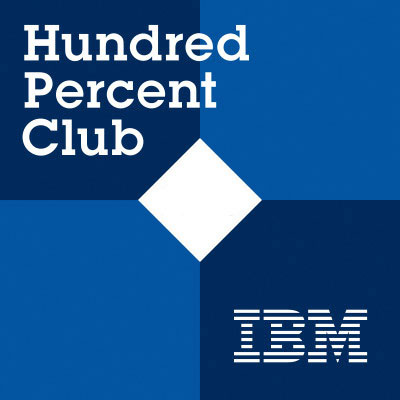 Hundred
Percent
Club
IBM